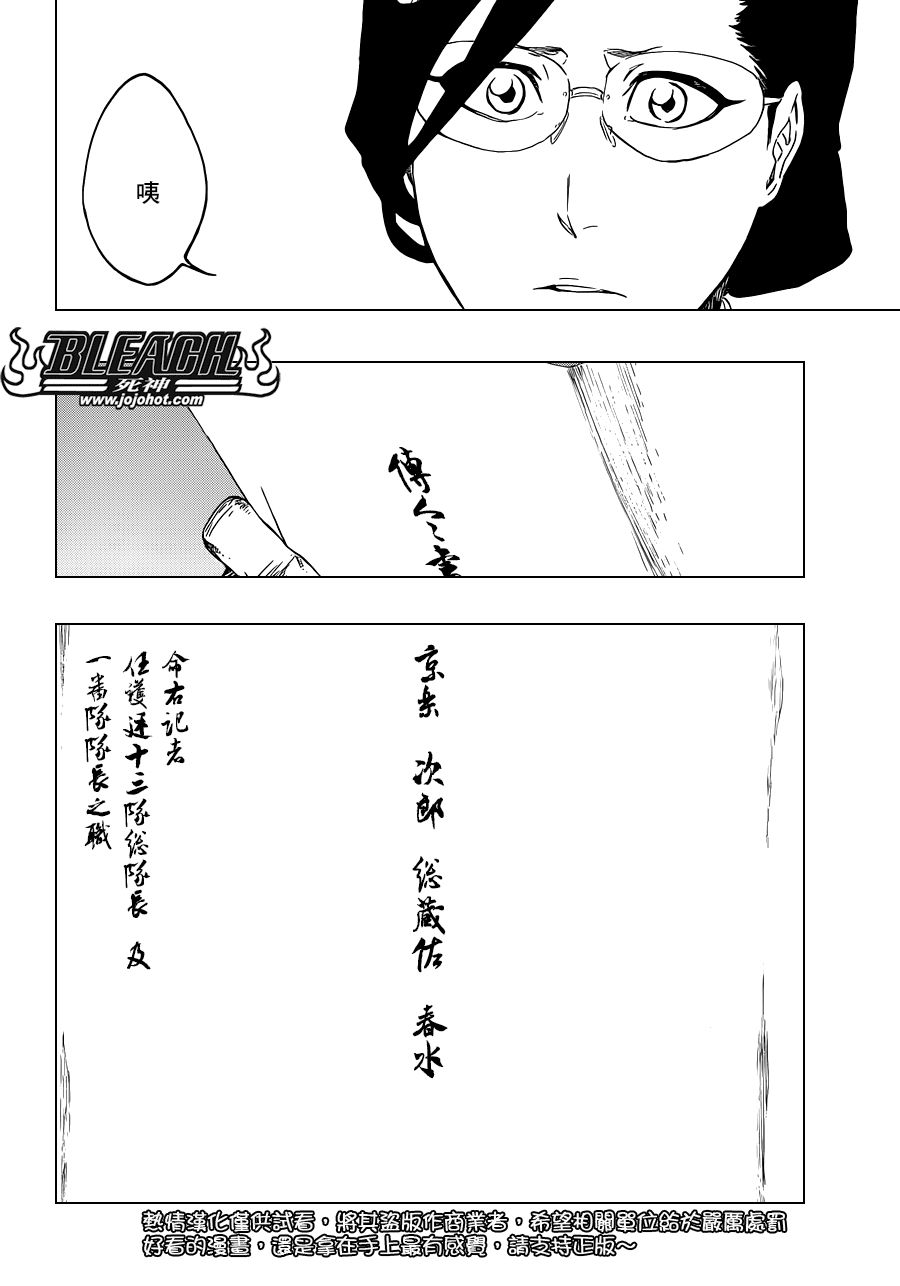 咦
BLEACH
死神
www.jojohot.com
傳令書
京楽 次郎 総蔵佐 春水
命右記者
任護廷十三隊総隊長 及
一番隊隊長之職
熱情漢化僅供試看，將其盜版作商業者，希望相關單位給於嚴厲處罰
好看的漫畫，還是拿在手上最有感覺，請支持正版～